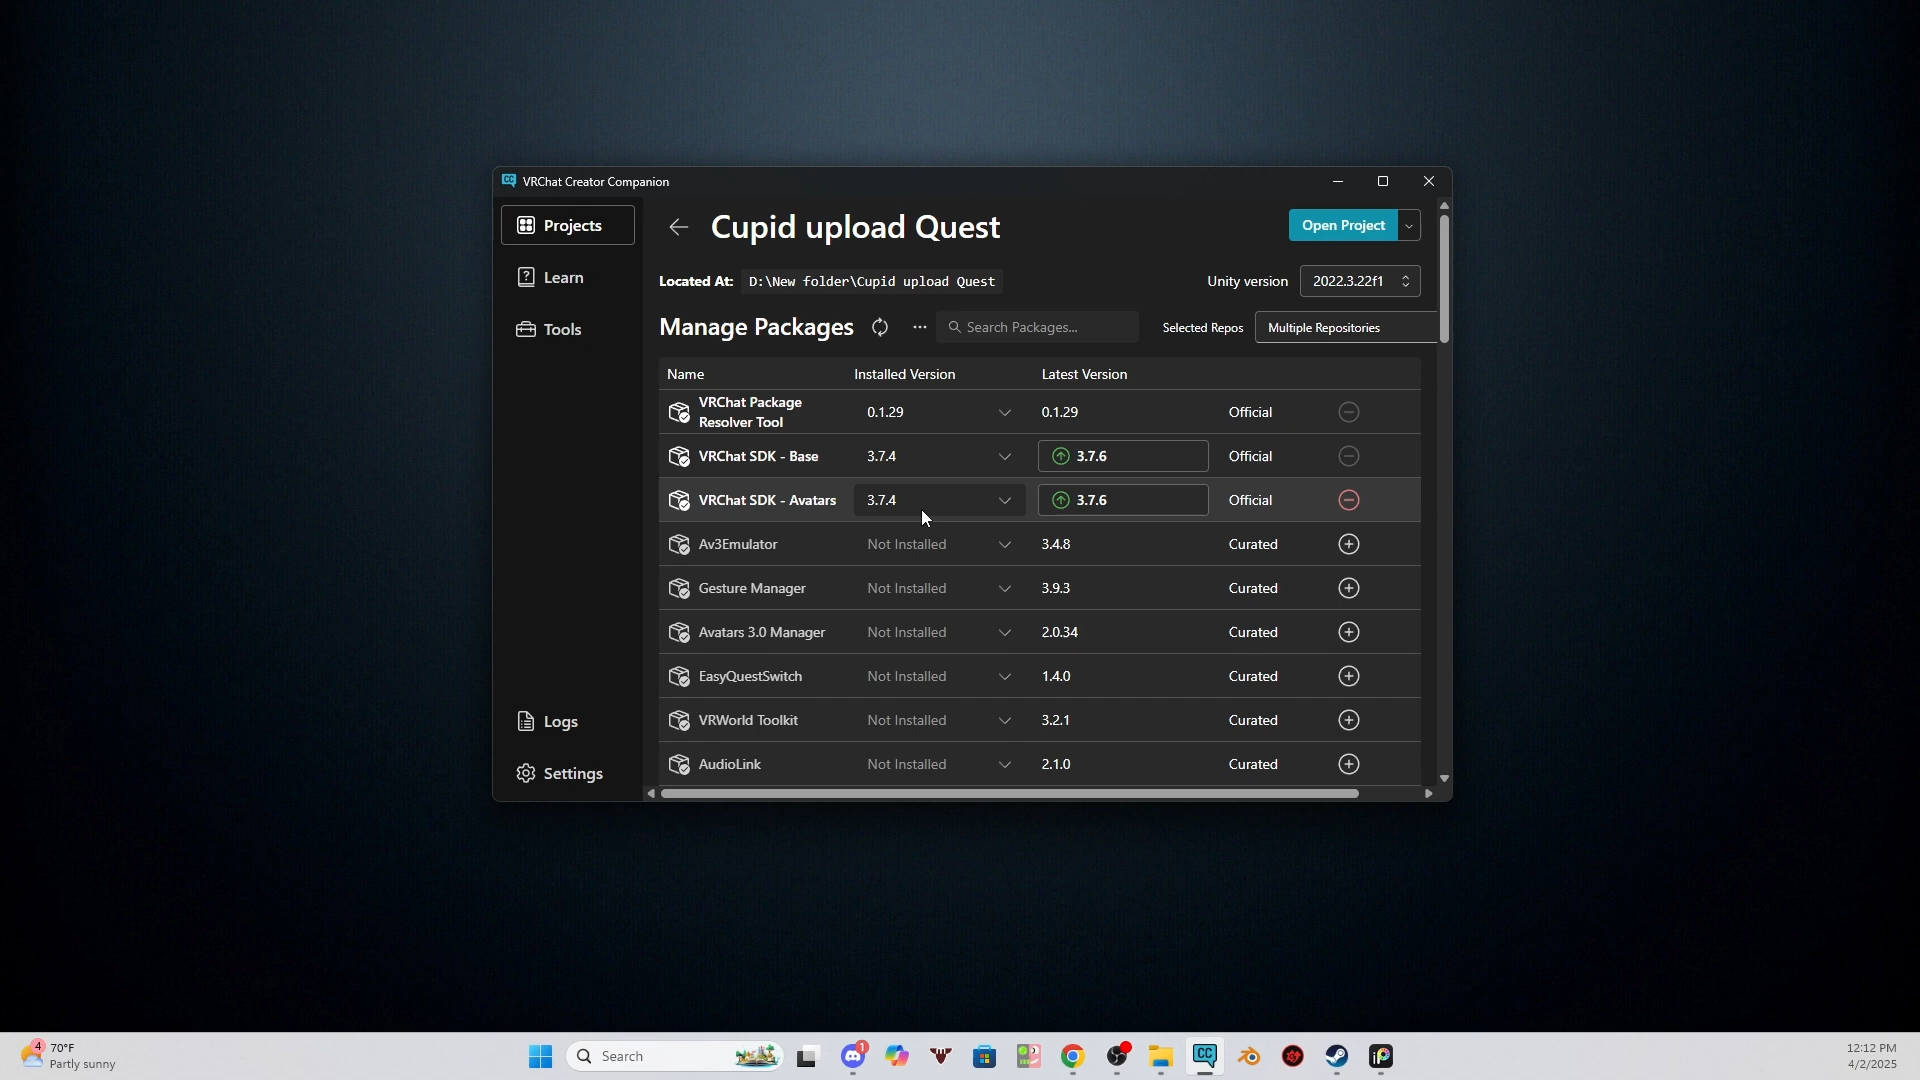 VRChat Creator Companion
Projects
Learn
Tools
Logs
Settings
Cupid upload Quest
Open Project
Located At: D:\New folder\Cupid upload Quest
Unity version 2022.3.22f1
Manage Packages
Search Packages...
Selected Repos
Multiple Repositories
Name Installed Version Latest Version
VRChat Package
Resolver Tool
0.1.29 0.1.29 Official
VRChat SDK - Base 3.7.4 3.7.6 Official
VRChat SDK - Avatars 3.7.4 3.7.6 Official
Av3Emulator Not Installed 3.4.8 Curated
Gesture Manager Not Installed 3.9.3 Curated
Avatars 3.0 Manager Not Installed 2.0.34 Curated
EasyQuestSwitch Not Installed 1.4.0 Curated
VRWorld Toolkit Not Installed 3.2.1 Curated
AudioLink Not Installed 2.1.0 Curated
4
70°F
Partly sunny
Search
1
CC
12:12 PM
4/2/2025